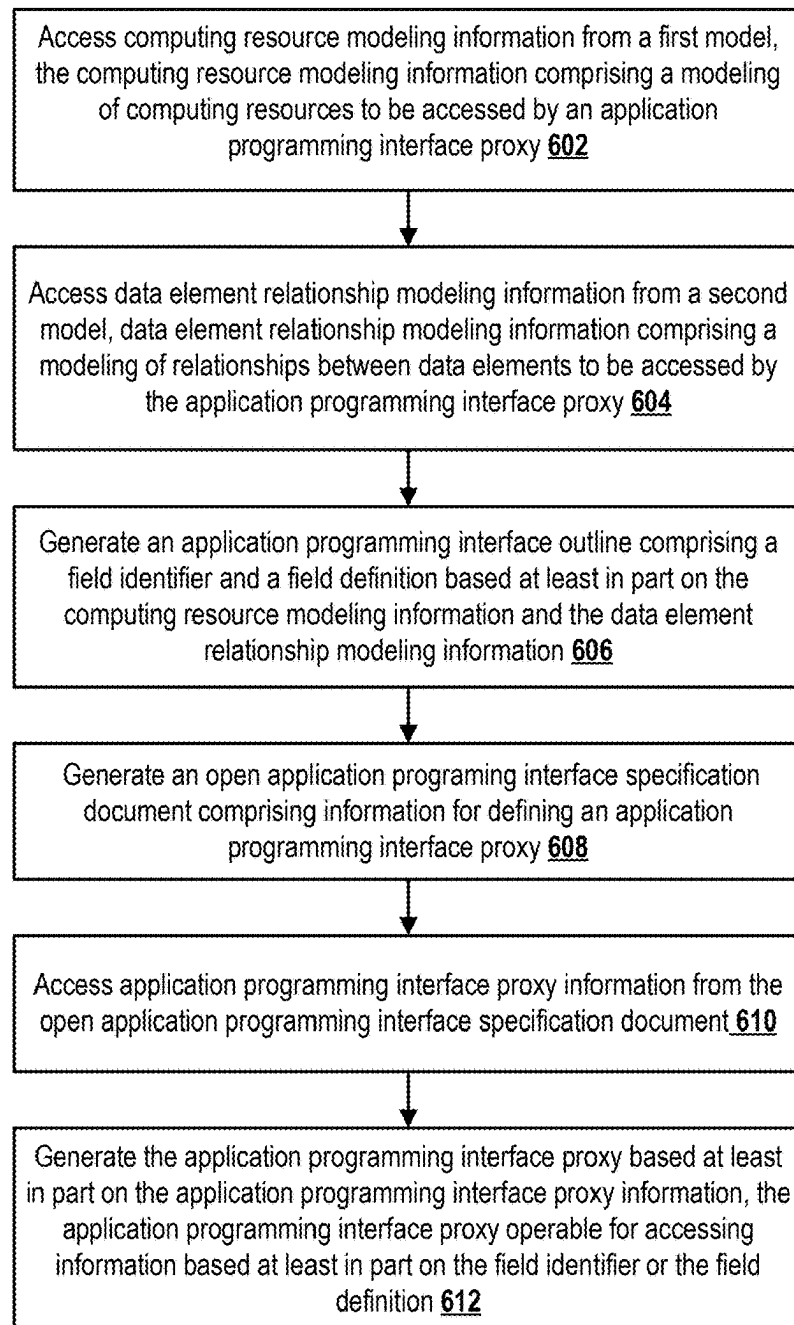 Access computing resource modeling information from a first model,
the computing resource modeling information comprising a modeling
of computing resources to be accessed by an application
programming interface proxy 602
Access data element relationship modeling information from a second
model, data element relationship modeling information comprising a
modeling of relationships between data elements to be accessed by
the application programming interface proxy 604
Generate an application programming interface outline comprising a
field identifier and a field definition based at least in part on the
computing resource modeling information and the data element
relationship modeling information 606
Generate an open application programing interface specification
document comprising information for defining an application
programming interface proxy 608
Access application programming interface proxy information from the
open application programming interface specification document 610
Generate the application programming interface proxy based at least
in part on the application programming interface proxy information, the
application programming interface proxy operable for accessing
information based at least in part on the field identifier or the field
definition 612